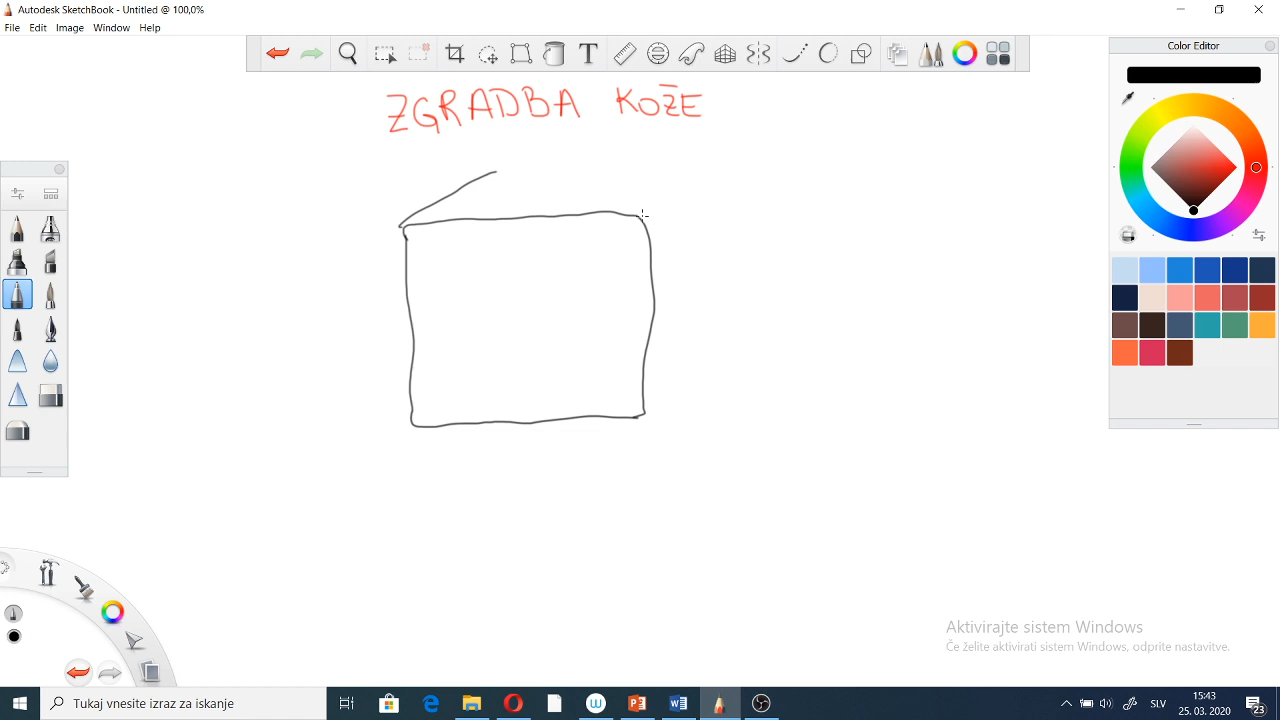 Autodesk SketchBook - Untitled @ 100,0%
File Edit Image Window Help
T
Color Editor
ZGRADBA KOŽE
Aktivirajte sistem Windows
Če želite aktivirati sistem Windows, odprite nastavitve.
Tukaj vnesite izraz za iskanje
SLV
15:43
25. 03. 2020
23